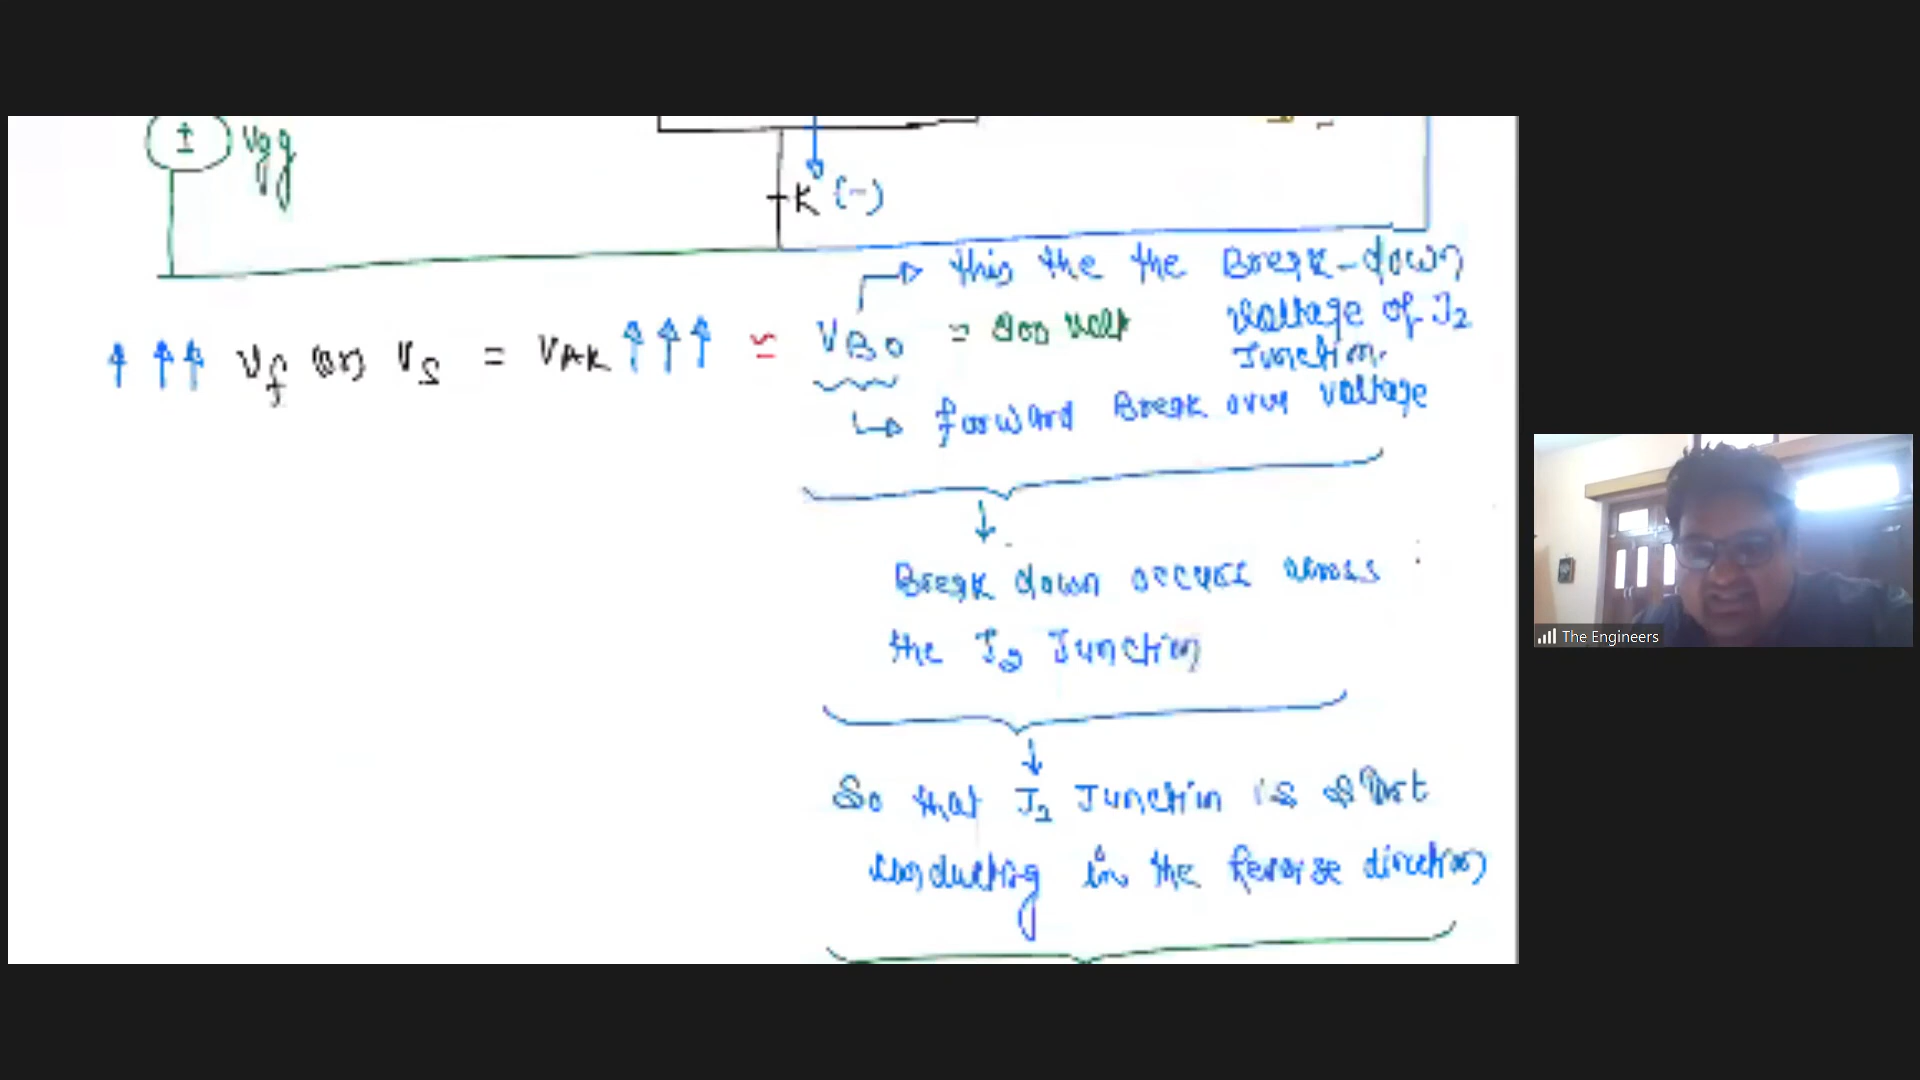 ± Vgg
K (-)
this the the Break-down
voltage of J2
Junction.
Vf or Vs = VAK ≃ VBO = 900 volt
forward Break over voltage
Break down occurs across
the J2 Junction
So that J2 Junction is start
conducting in the Reverse direction
The Engineers